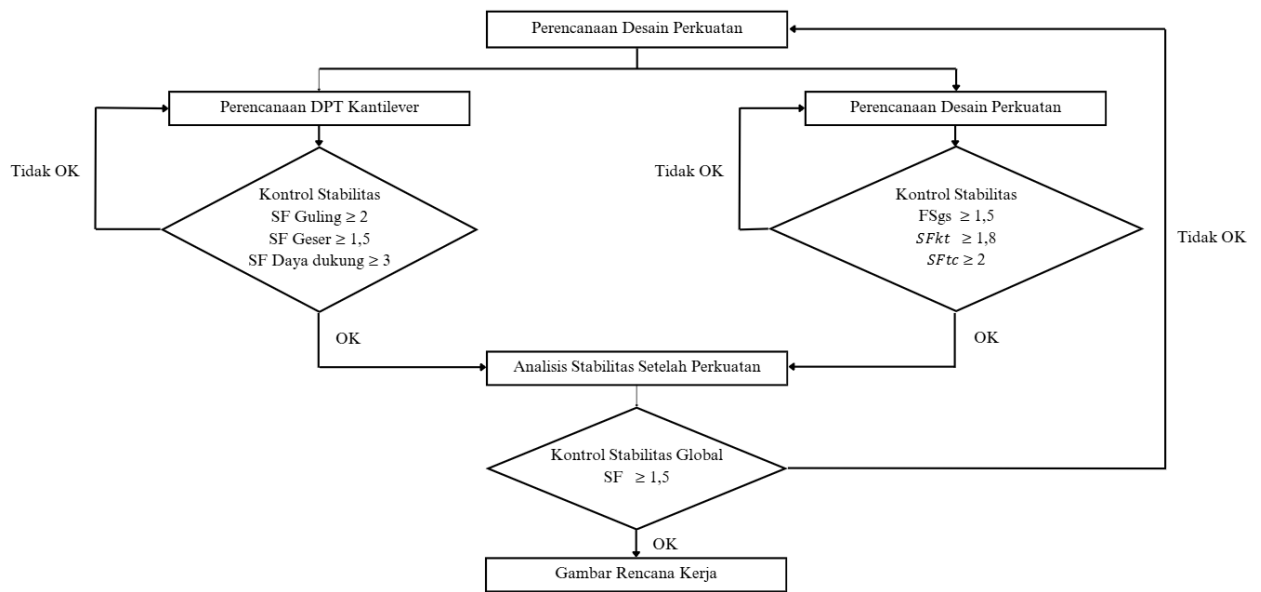 Perencanaan Desain Perkuatan
Perencanaan DPT Kantilever
Perencanaan Desain Perkuatan
Tidak OK
Kontrol Stabilitas
SF Guling ≥ 2
SF Geser ≥ 1,5
SF Daya dukung ≥ 3
Tidak OK
Kontrol Stabilitas
FSgs ≥ 1,5
SFkt ≥ 1,8
SFtc ≥ 2
Tidak OK
OK
OK
Analisis Stabilitas Setelah Perkuatan
Kontrol Stabilitas Global
SF ≥ 1,5
OK
Gambar Rencana Kerja